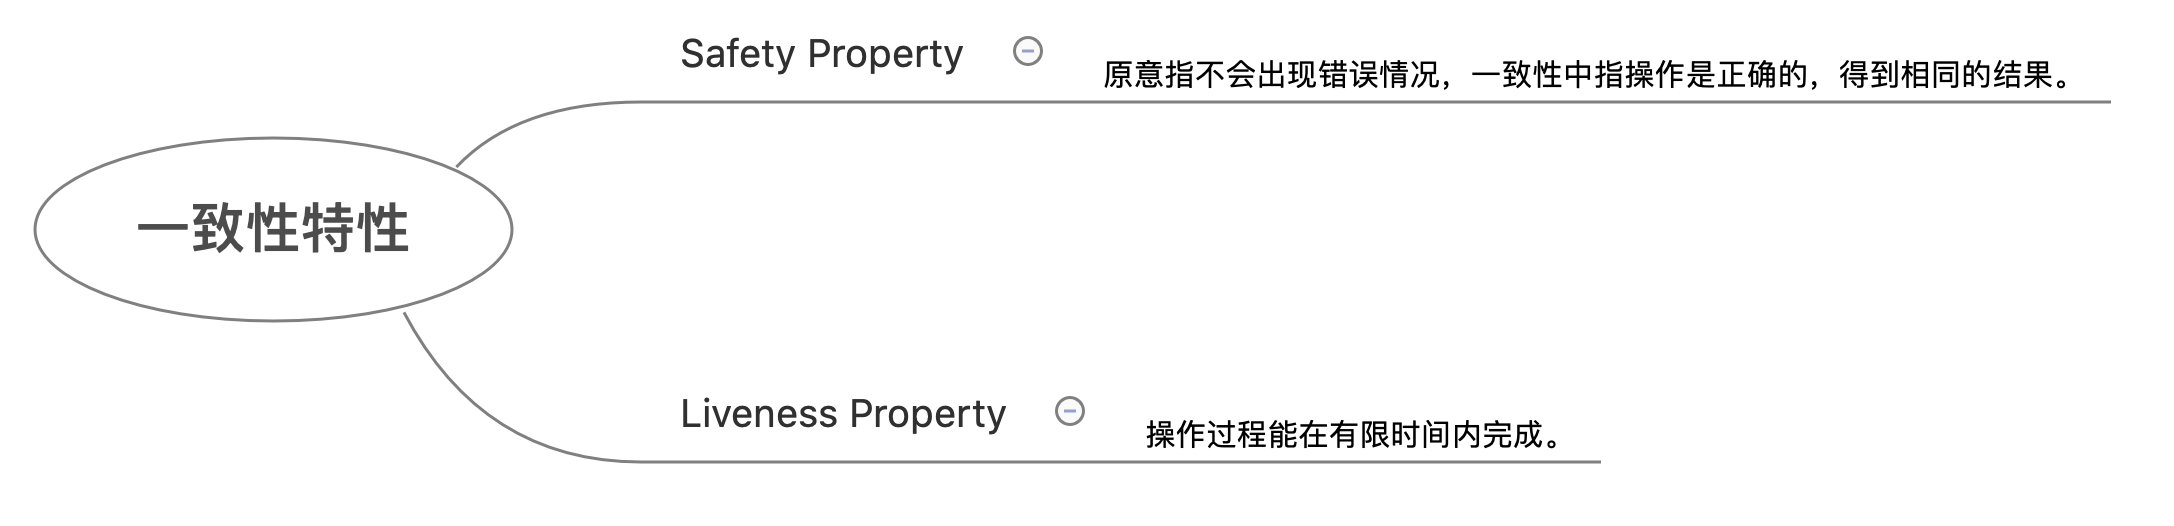 Safety Property
原意指不会出现错误情况，一致性中指操作是正确的，得到相同的结果。
一致性特性
Liveness Property
操作过程能在有限时间内完成。